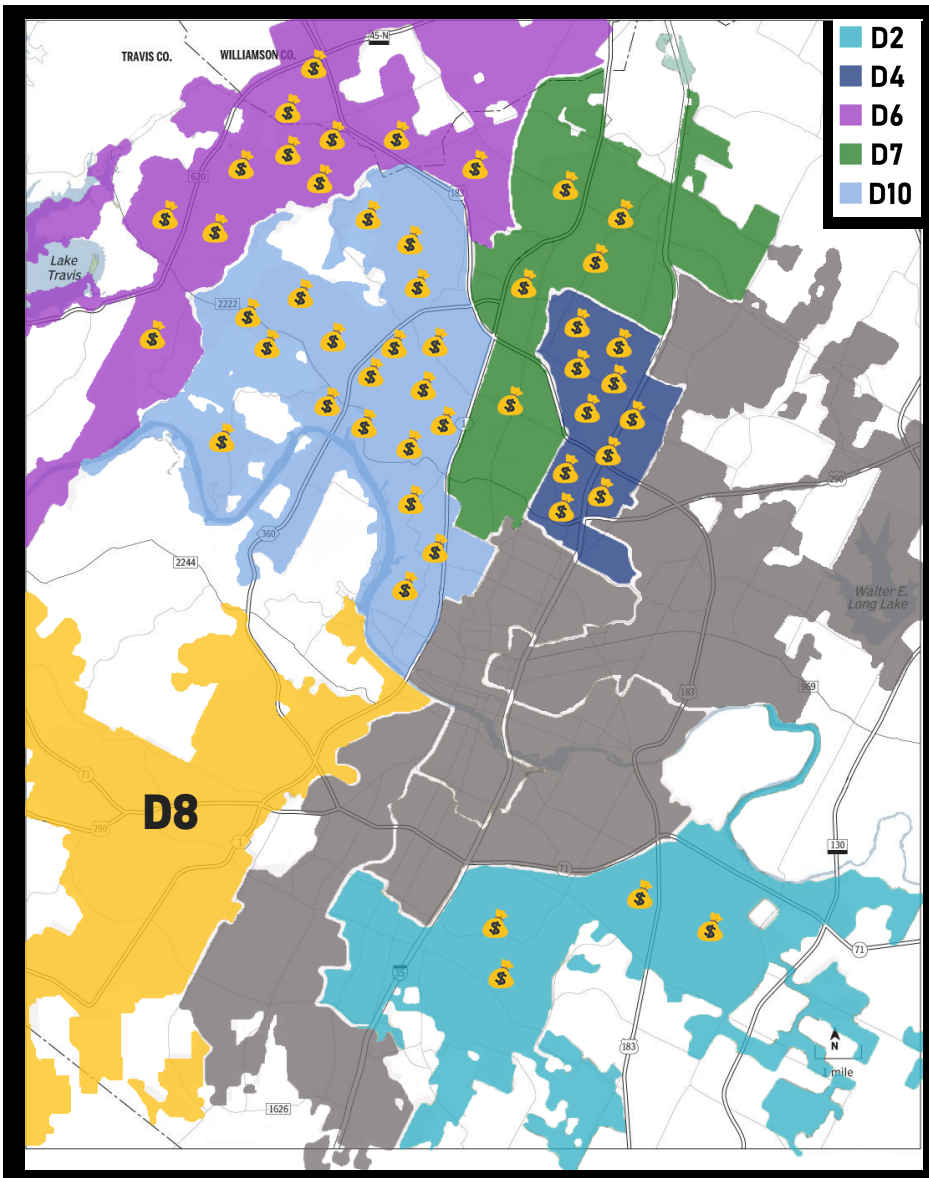 45-N
TRAVIS CO.
WILLIAMSON CO.
D2
D4
D6
D7
D10
620
183
Lake
Travis
2222
1
290
360
2244
Walter E.
Long Lake
183
969
71
D8
290
1
130
71
71
35
N
1 mile
183
1626